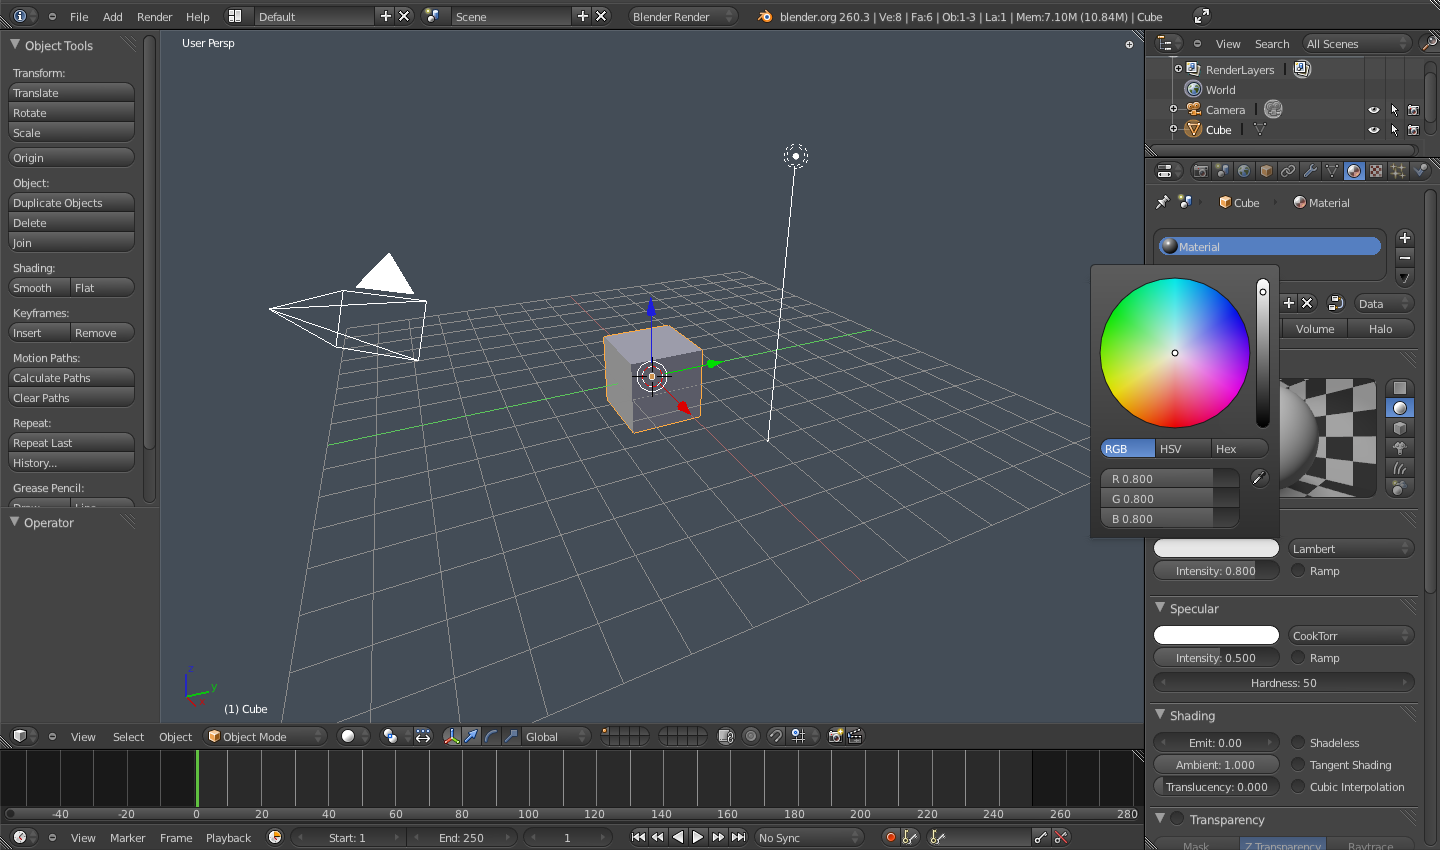 File Add Render Help Default Scene Blender Render blender.org 260.3 | Ve:8 | Fa:6 | Ob:1-3 | La:1 | Mem:7.10M (10.84M) | Cube
Object Tools
Transform:
Translate
Rotate
Scale
Origin
Object:
Duplicate Objects
Delete
Join
Shading:
Smooth Flat
Keyframes:
Insert Remove
Motion Paths:
Calculate Paths
Clear Paths
Repeat:
Repeat Last
History...
Grease Pencil:
Operator
User Persp
z
y
x
(1) Cube
View Search All Scenes
RenderLayers
World
Camera
Cube
Cube Material
Material
Data
Volume Halo
RGB HSV Hex
R 0.800
G 0.800
B 0.800
Lambert
Intensity: 0.800 Ramp
Specular
CookTorr
Intensity: 0.500 Ramp
Hardness: 50
Shading
Emit: 0.00 Shadeless
Ambient: 1.000 Tangent Shading
Translucency: 0.000 Cubic Interpolation
Transparency
Mask Z Transparency Raytrace
View Select Object Object Mode Global
-40 -20 0 20 40 60 80 100 120 140 160 180 200 220 240 260 280
View Marker Frame Playback Start: 1 End: 250 1 No Sync